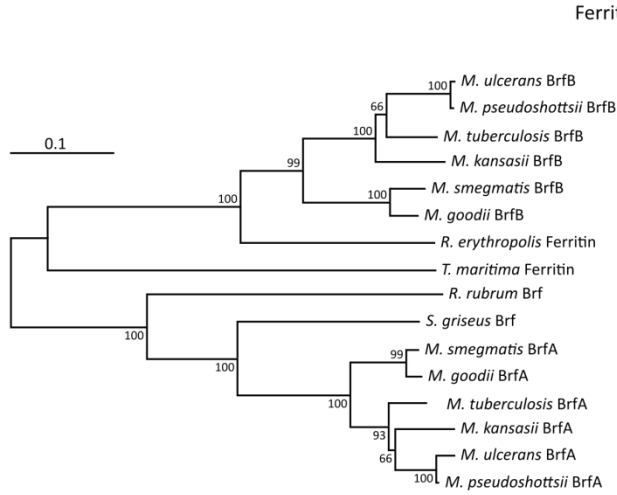 Ferrit
100
M. ulcerans BrfB
M. pseudoshottsii BrfB
66
0.1
100
M. tuberculosis BrfB
99
M. kansasii BrfB
100
M. smegmatis BrfB
100
M. goodii BrfB
R. erythropolis Ferritin
T. maritima Ferritin
R. rubrum Brf
100
S. griseus Brf
M. smegmatis BrfA
99
100
M. goodii BrfA
100
M. tuberculosis BrfA
M. kansasii BrfA
93
66
M. ulcerans BrfA
100
M. pseudoshottsii BrfA